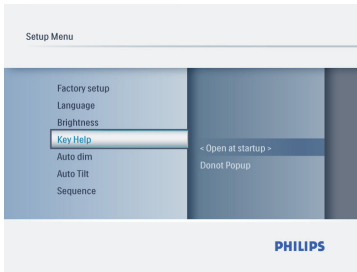 Setup Menu
Factory setup
Language
Brightness
Key Help
Auto dim
Auto Tilt
Sequence
< Open at startup >
Donot Popup
PHILIPS